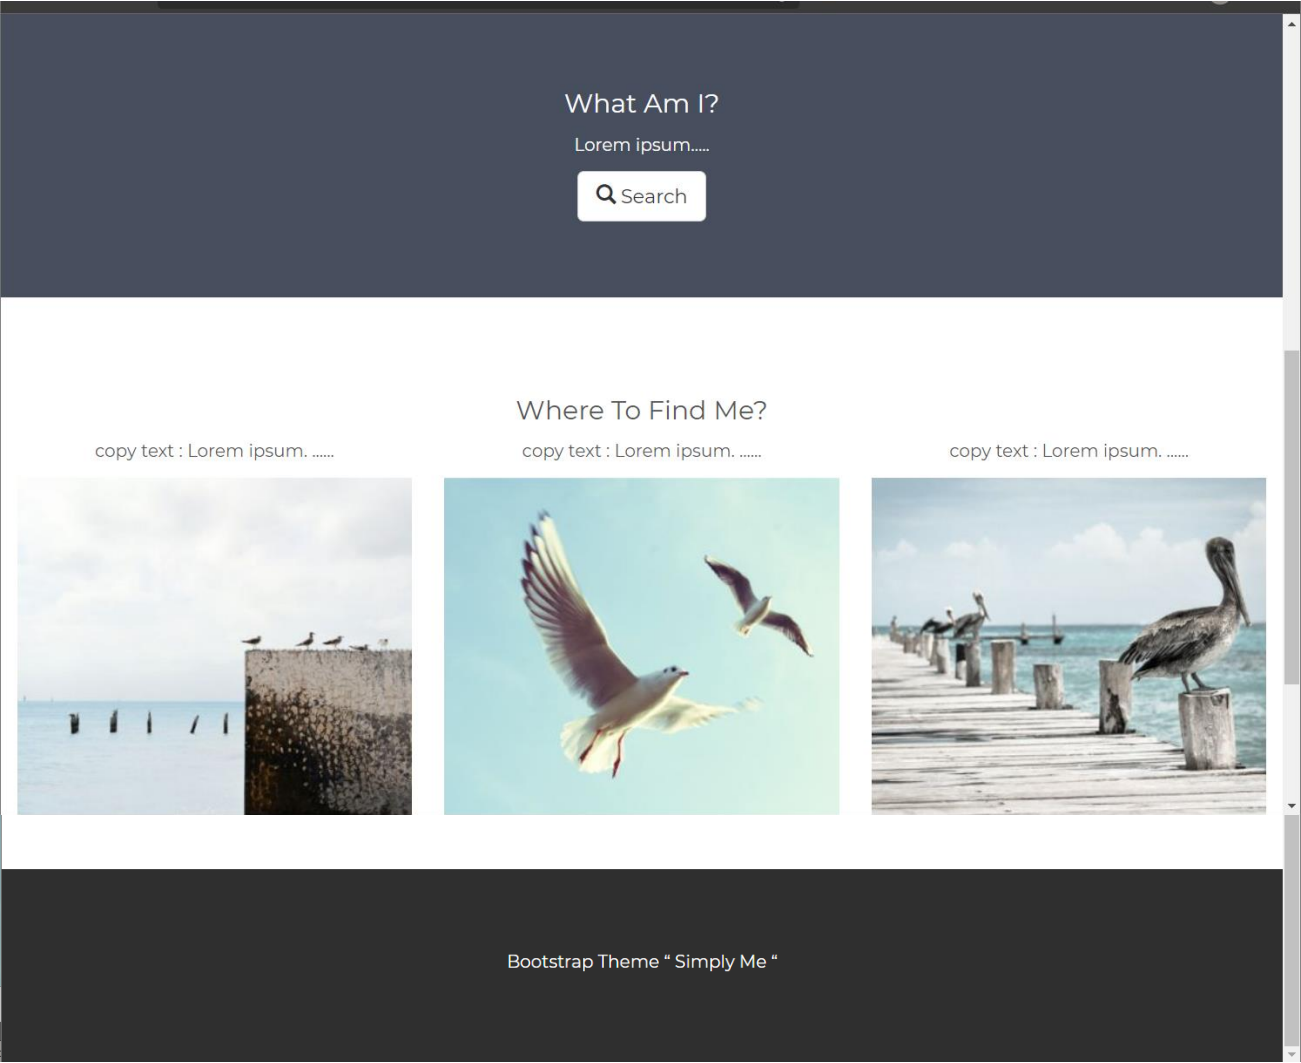 What Am I?
Lorem ipsum.....
Search
Where To Find Me?
copy text : Lorem ipsum. ......
copy text : Lorem ipsum. ......
copy text : Lorem ipsum. ......
Bootstrap Theme “ Simply Me “